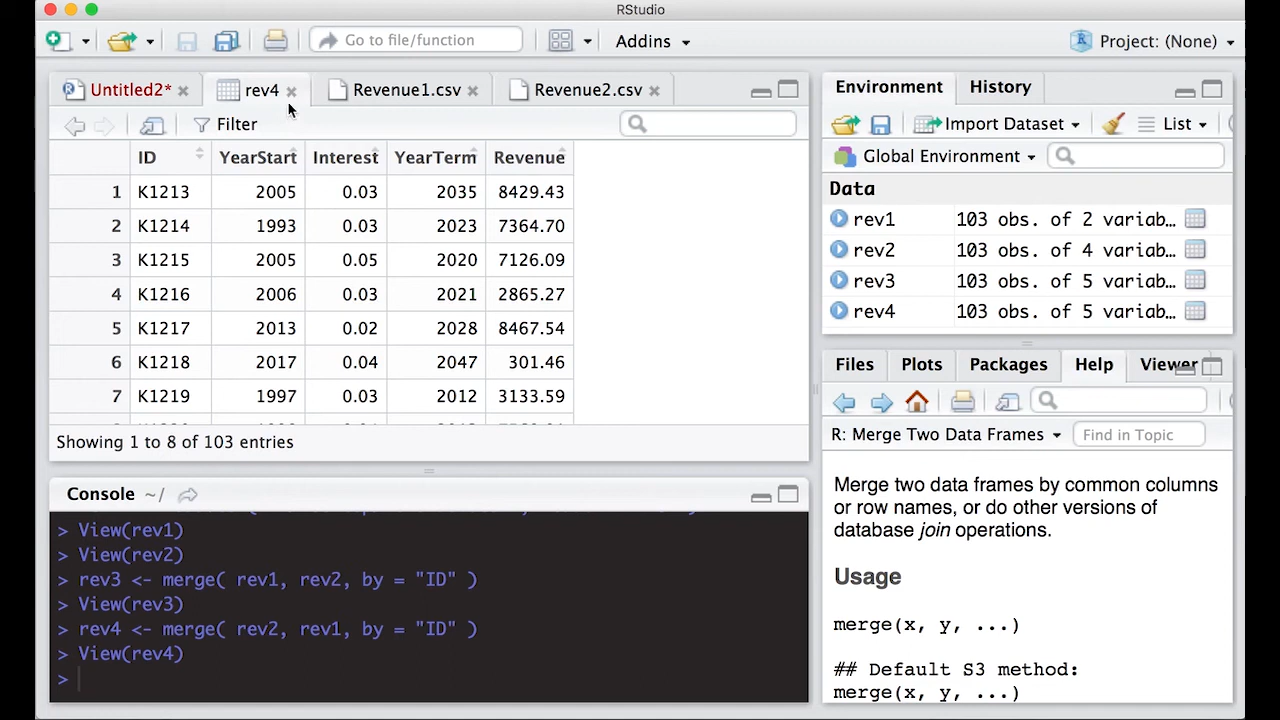 RStudio
Go to file/function
Addins
Project: (None)
Untitled2*
rev4
Revenue1.csv
Revenue2.csv
Filter
ID YearStart Interest YearTerm Revenue
1 K1213 2005 0.03 2035 8429.43
2 K1214 1993 0.03 2023 7364.70
3 K1215 2005 0.05 2020 7126.09
4 K1216 2006 0.03 2021 2865.27
5 K1217 2013 0.02 2028 8467.54
6 K1218 2017 0.04 2047 301.46
7 K1219 1997 0.03 2012 3133.59
Showing 1 to 8 of 103 entries
Console ~/
> View(rev1)
> View(rev2)
> rev3 <- merge( rev1, rev2, by = "ID" )
> View(rev3)
> rev4 <- merge( rev2, rev1, by = "ID" )
> View(rev4)
>
Environment History
Import Dataset
List
Global Environment
Data
rev1 103 obs. of 2 variab…
rev2 103 obs. of 4 variab…
rev3 103 obs. of 5 variab…
rev4 103 obs. of 5 variab…
Files Plots Packages Help Viewer
R: Merge Two Data Frames
Find in Topic
Merge two data frames by common columns
or row names, or do other versions of
database join operations.
Usage
merge(x, y, ...)
## Default S3 method:
merge(x, y, ...)